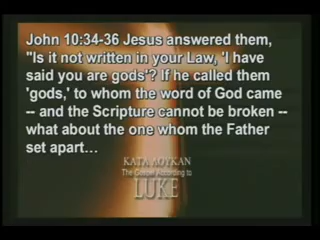 John 10:34-36 Jesus answered them,
"Is it not written in your Law, 'I have
said you are gods'? If he called them
'gods,' to whom the word of God came
-- and the Scripture cannot be broken --
what about the one whom the Father
set apart…
ΚΑΤΑ ΛΟΥΚΑΝ
The Gospel According to
LUKE